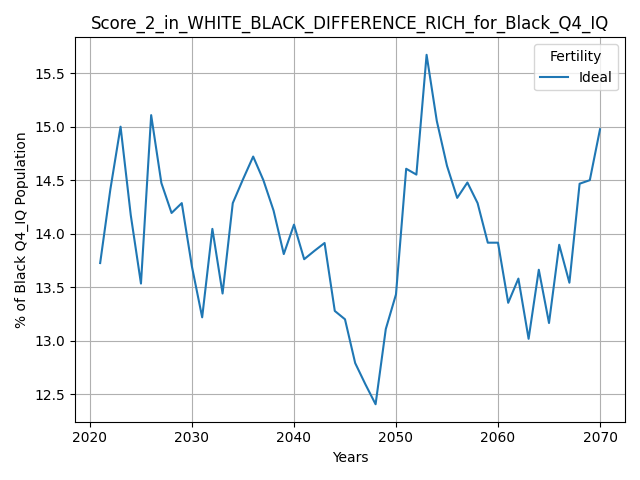 Score_2_in_WHITE_BLACK_DIFFERENCE_RICH_for_Black_Q4_IQ
Fertility
Ideal
% of Black Q4_IQ Population
15.5
15.0
14.5
14.0
13.5
13.0
12.5
2020 2030 2040 2050 2060 2070
Years